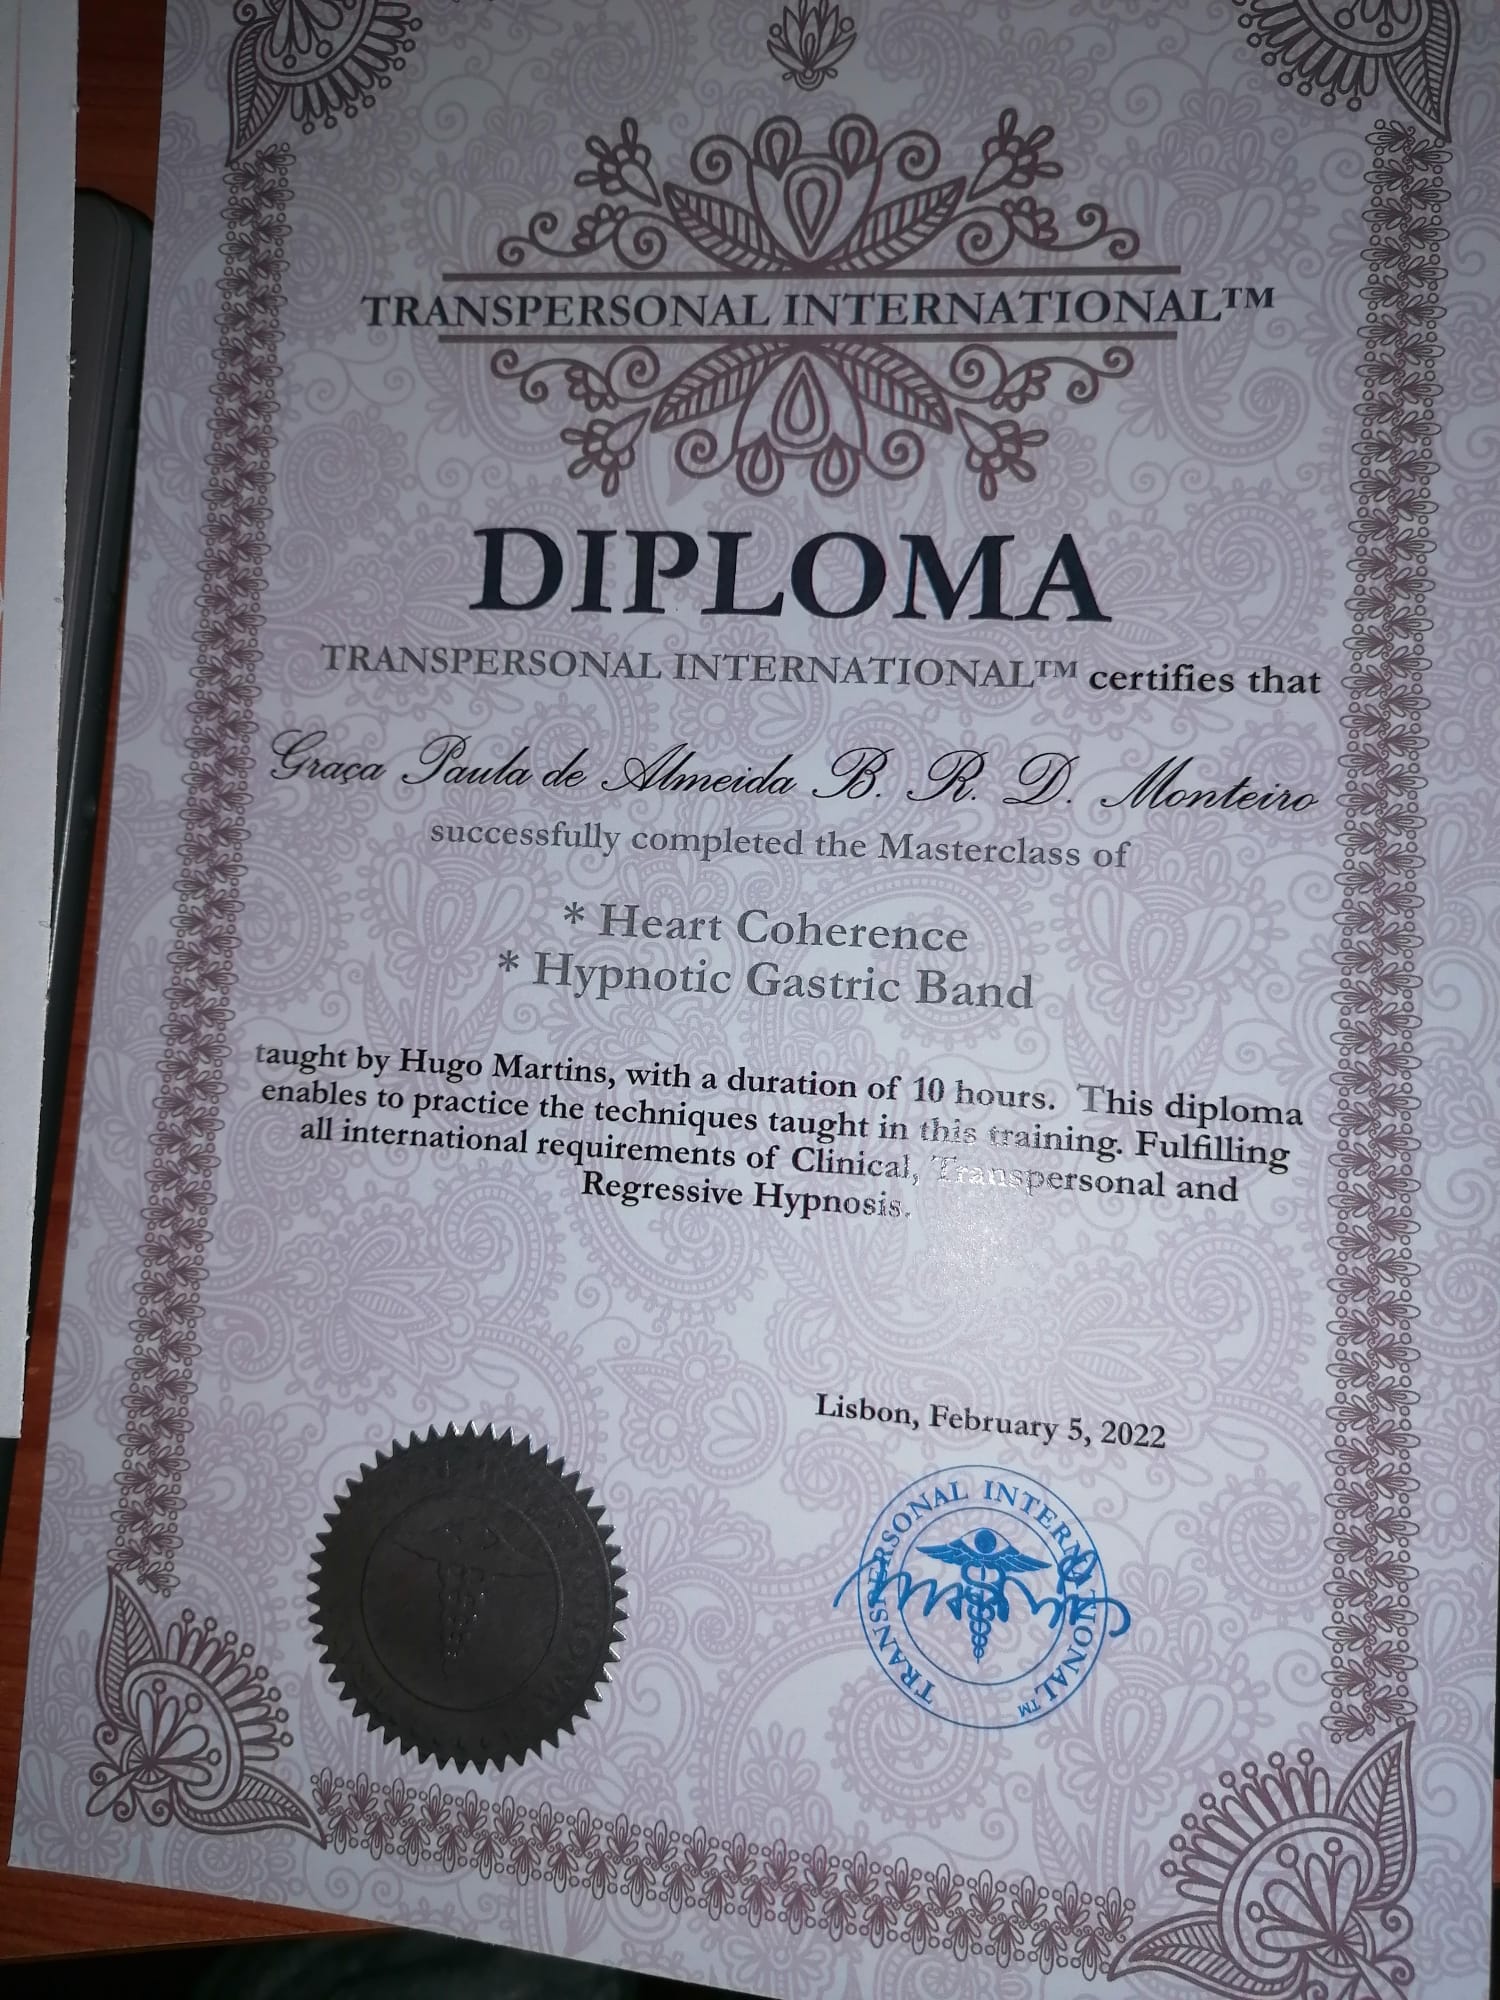 TRANSPERSONAL INTERNATIONAL™
DIPLOMA
TRANSPERSONAL INTERNATIONAL™ certifies that
Graça Paula de Almeida B. R. D. Monteiro
successfully completed the Masterclass of
* Heart Coherence
* Hypnotic Gastric Band
taught by Hugo Martins, with a duration of 10 hours. This diploma
enables to practice the techniques taught in this training. Fulfilling
all international requirements of Clinical, Transpersonal and
Regressive Hypnosis.
Lisbon, February 5, 2022
TRANSPERSONAL INTERNATIONAL™